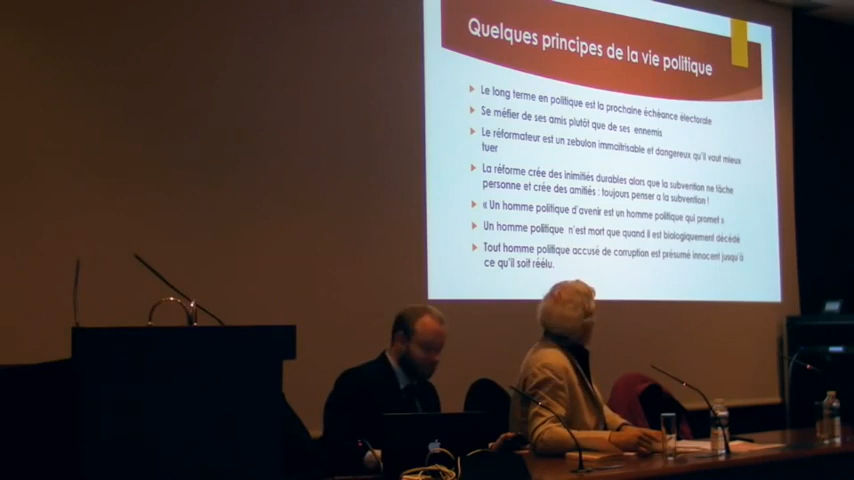 Quelques principes de la vie politique
Le long terme en politique est la prochaine échéance électorale
Se méfier de ses amis plutôt que de ses ennemis
Le réformateur est un zebulon immaîtrisable et dangereux qu'il vaut mieux
tuer
La réforme crée des inimitiés durables alors que la subvention ne fâche
personne et crée des amitiés : toujours penser a la subvention !
« Un homme politique d'avenir est un homme politique qui promet »
Un homme politique n'est mort que quand il est biologiquement décédé
Tout homme politique accusé de corruption est présumé innocent jusqu'à
ce qu'il soit réélu.